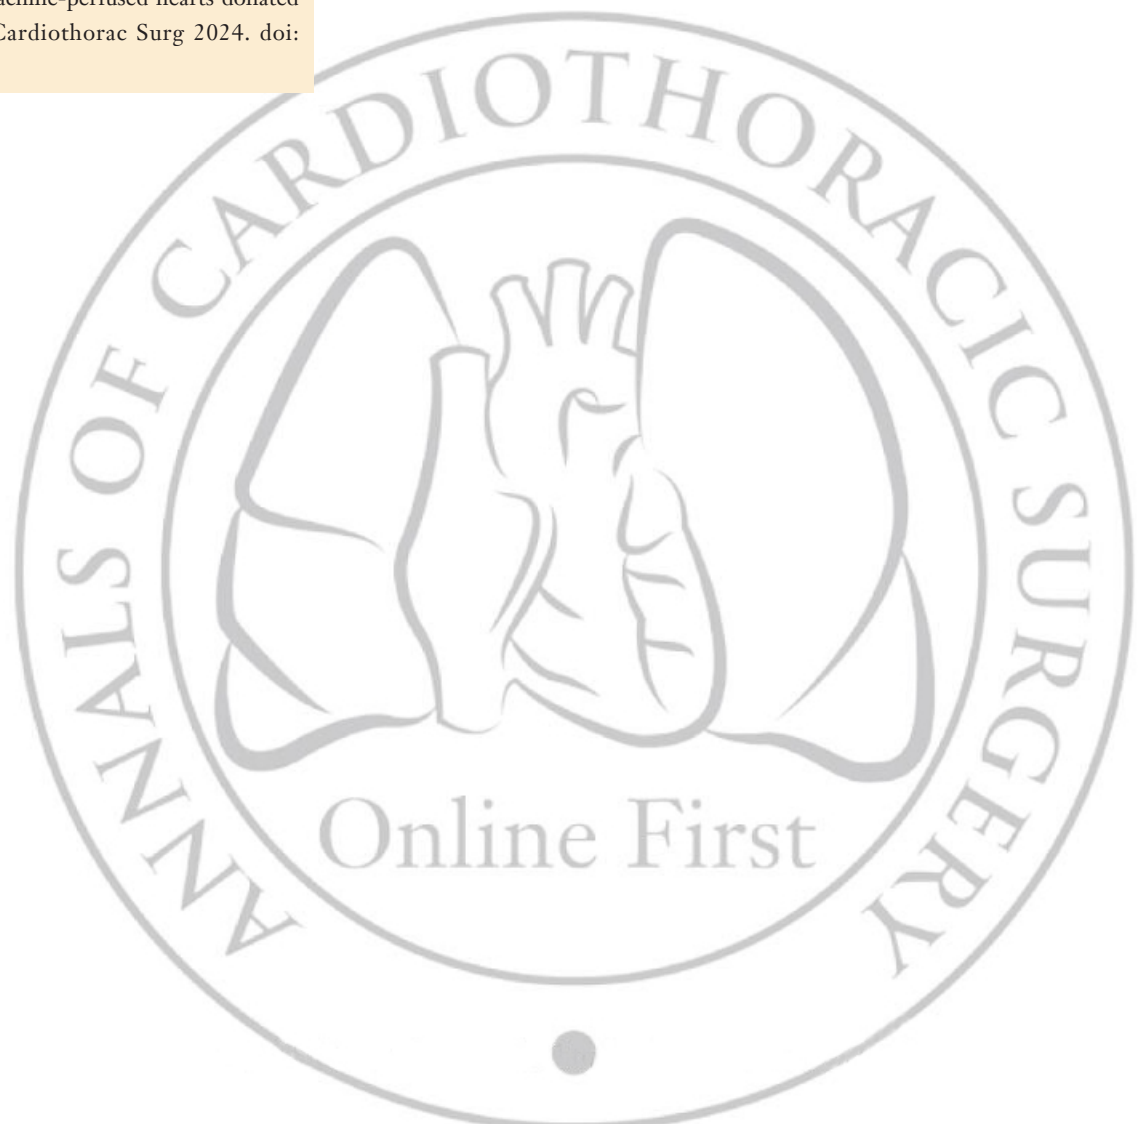 achine-perfused hearts donated
Cardiothorac Surg 2024. doi:
ANNALS OF CARDIOTHORACIC SURGERY
Online First